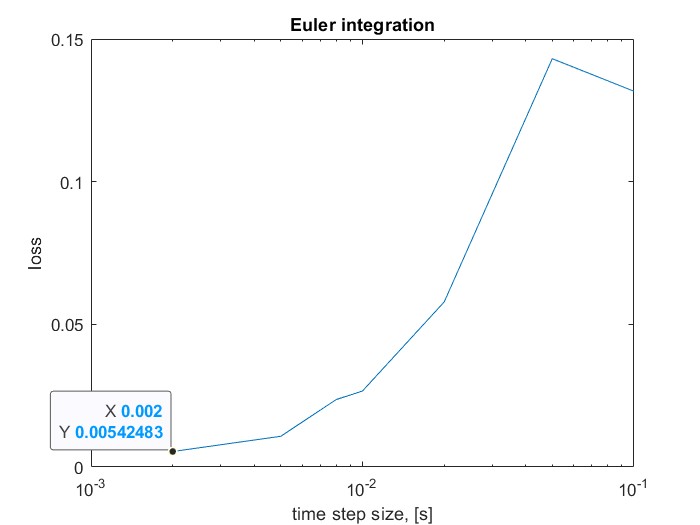 Euler integration
0.15
0.1
0.05
0
loss
X 0.002
Y 0.00542483
10-3
10-2
10-1
time step size, [s]